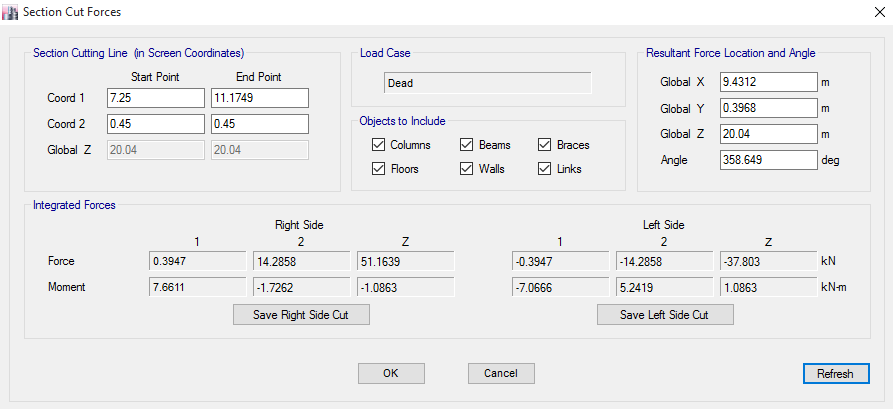 Section Cut Forces
Section Cutting Line (in Screen Coordinates)
Start Point End Point
Coord 1 7.25 11.1749
Coord 2 0.45 0.45
Global Z 20.04 20.04
Load Case
Dead
Objects to Include
Columns Beams Braces
Floors Walls Links
Resultant Force Location and Angle
Global X 9.4312 m
Global Y 0.3968 m
Global Z 20.04 m
Angle 358.649 deg
Integrated Forces
Right Side Left Side
1 2 Z 1 2 Z
Force 0.3947 14.2858 51.1639 -0.3947 -14.2858 -37.803 kN
Moment 7.6611 -1.7262 -1.0863 -7.0666 5.2419 1.0863 kN-m
Save Right Side Cut Save Left Side Cut
OK Cancel Refresh